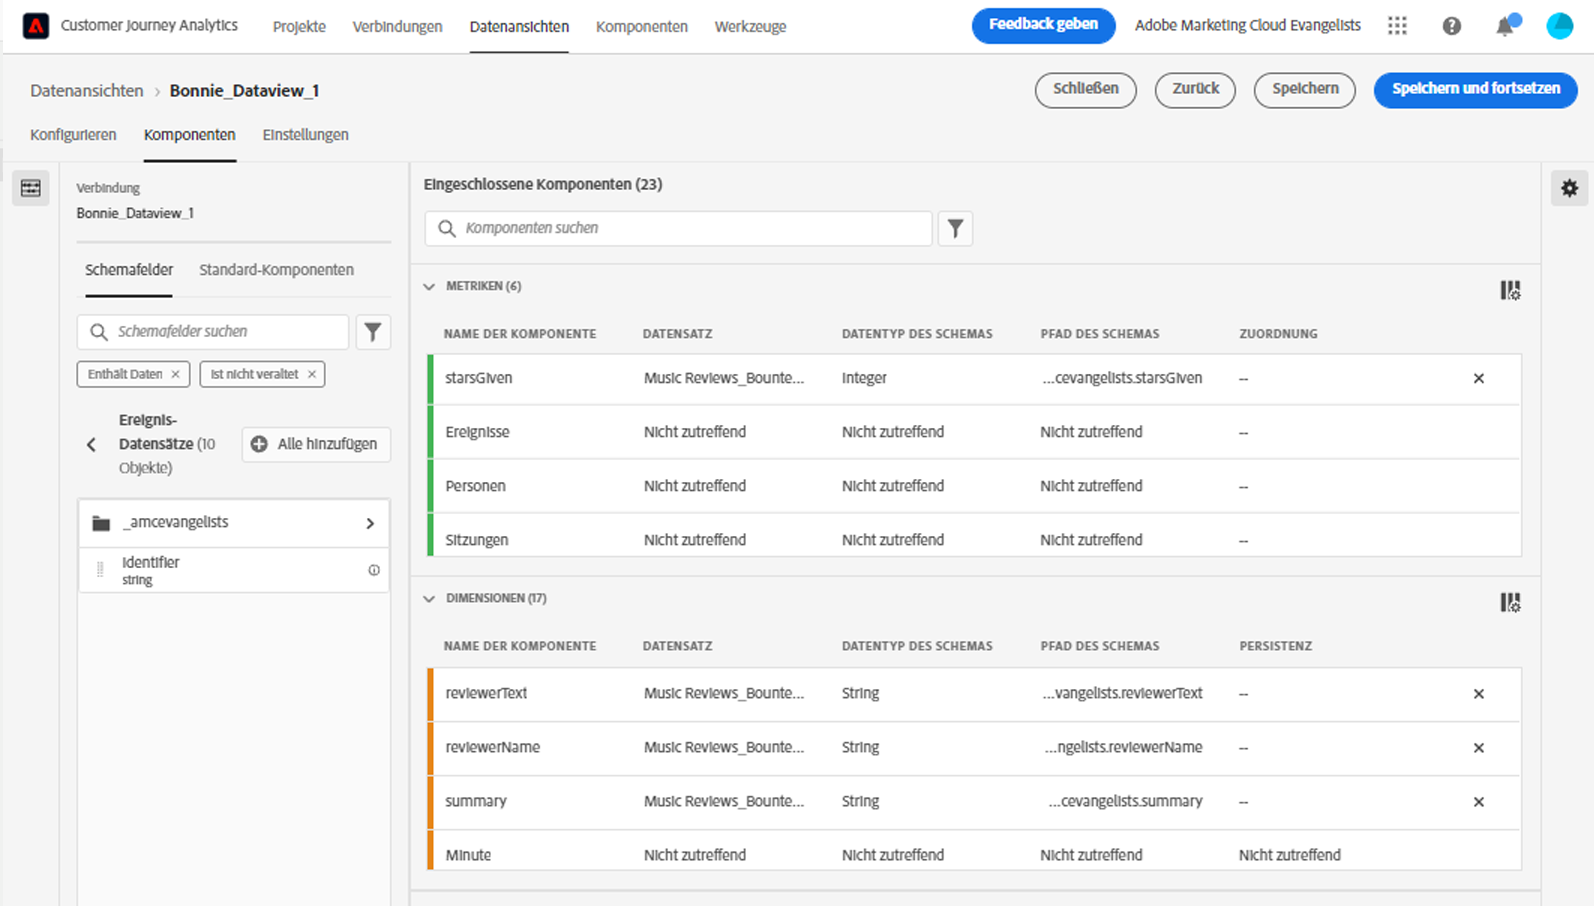 Customer Journey Analytics Projekte Verbindungen Datenansichten Komponenten Werkzeuge Feedback geben Adobe Marketing Cloud Evangelists
Datenansichten › Bonnie_Dataview_1 Schließen Zurück Speichern Speichern und fortsetzen
Konfigurieren Komponenten Einstellungen
Verbindung
Bonnie_Dataview_1
Schemafelder Standard-Komponenten
Schemafelder suchen
Enthält Daten × Ist nicht veraltet ×
Ereignis-
Datensätze (10
Objekte)
Alle hinzufügen
_amcevangelists
Identifier
string
Eingeschlossene Komponenten (23)
Komponenten suchen
METRIKEN (6)
NAME DER KOMPONENTE DATENSATZ DATENTYP DES SCHEMAS PFAD DES SCHEMAS ZUORDNUNG
starsGiven Music Reviews_Bounte... Integer ...cevangelists.starsGiven -- ×
Ereignisse Nicht zutreffend Nicht zutreffend Nicht zutreffend --
Personen Nicht zutreffend Nicht zutreffend Nicht zutreffend --
Sitzungen Nicht zutreffend Nicht zutreffend Nicht zutreffend --
DIMENSIONEN (17)
NAME DER KOMPONENTE DATENSATZ DATENTYP DES SCHEMAS PFAD DES SCHEMAS PERSISTENZ
reviewerText Music Reviews_Bounte... String ...vangelists.reviewerText -- ×
reviewerName Music Reviews_Bounte... String ...ngelists.reviewerName -- ×
summary Music Reviews_Bounte... String ...cevangelists.summary -- ×
Minute Nicht zutreffend Nicht zutreffend Nicht zutreffend Nicht zutreffend